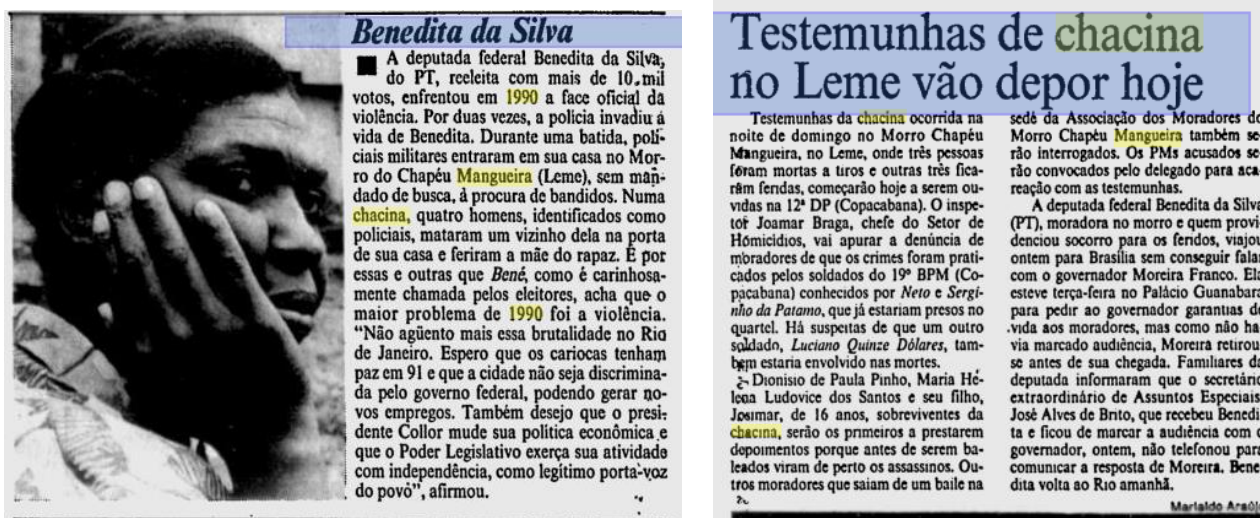 Benedita da Silva
A deputada federal Benedita da Silva,
do PT, reeleita com mais de 10 mil
votos, enfrentou em 1990 a face oficial da
violência. Por duas vezes, a policia invadiu a
vida de Benedita. Durante uma batida, poli-
ciais militares entraram em sua casa no Mor-
ro do Chapéu Mangueira (Leme), sem man-
dado de busca, à procura de bandidos. Numa
chacina, quatro homens, identificados como
policiais, mataram um vizinho dela na porta
de sua casa e feriram a mãe do rapaz. E por
essas e outras que Bené, como é carinhosa-
mente chamada pelos eleitores, acha que o
maior problema de 1990 foi a violência.
“Não agüento mais essa brutalidade no Rio
de Janeiro. Espero que os cariocas tenham
paz em 91 e que a cidade não seja discrimina-
da pelo governo federal, podendo gerar no-
vos empregos. Também desejo que o presi-
dente Collor mude sua política econômica e
que o Poder Legislativo exerça sua atividade
com independência, como legítimo porta-voz
do povo”, afirmou.
Testemunhas de chacina
no Leme vão depor hoje
Testemunhas da chacina ocorrida na
noite de domingo no Morro Chapéu
Mangueira, no Leme, onde três pessoas
foram mortas a tiros e outras três fica-
ram feridas, começarão hoje a serem ou-
vidas na 12ª DP (Copacabana). O inspe-
tor Joamar Braga, chefe do Setor de
Homicídios, vai apurar a denúncia de
moradores de que os crimes foram prati-
cados pelos soldados do 19º BPM (Co-
pacabana) conhecidos por Neto e Sergi-
nho da Patamo, que já estariam presos no
quartel. Há suspeitas de que um outro
soldado, Luciano Quinze Dólares, tam-
bém estaria envolvido nas mortes.
Dionisio de Paula Pinho, Maria Hé-
lena Ludovice dos Santos e seu filho,
Josimar, de 16 anos, sobreviventes da
chacina, serão os primeiros a prestarem
depoimentos porque antes de serem ba-
leados viram de perto os assassinos. Ou-
tros moradores que saiam de um baile na
sede da Associação dos Moradores do
Morro Chapéu Mangueira também se-
rão interrogados. Os PMs acusados se-
rão convocados pelo delegado para aca-
reação com as testemunhas.
A deputada federal Benedita da Silva
(PT), moradora no morro e quem provi-
denciou socorro para os feridos, viajou
ontem para Brasília sem conseguir falar
com o governador Moreira Franco. Ela
esteve terça-feira no Palácio Guanabara
para pedir ao governador garantias de
vida aos moradores, mas como não ha-
via marcado audiência, Moreira retirou-
se antes de sua chegada. Familiares da
deputada informaram que o secretário
extraordinário de Assuntos Especiais,
José Alves de Brito, que recebeu Benedi-
ta e ficou de marcar a audiência com o
governador, ontem, não telefonou para
comunicar a resposta de Moreira. Bene-
dita volta ao Rio amanhã.
Marialdo Araújo